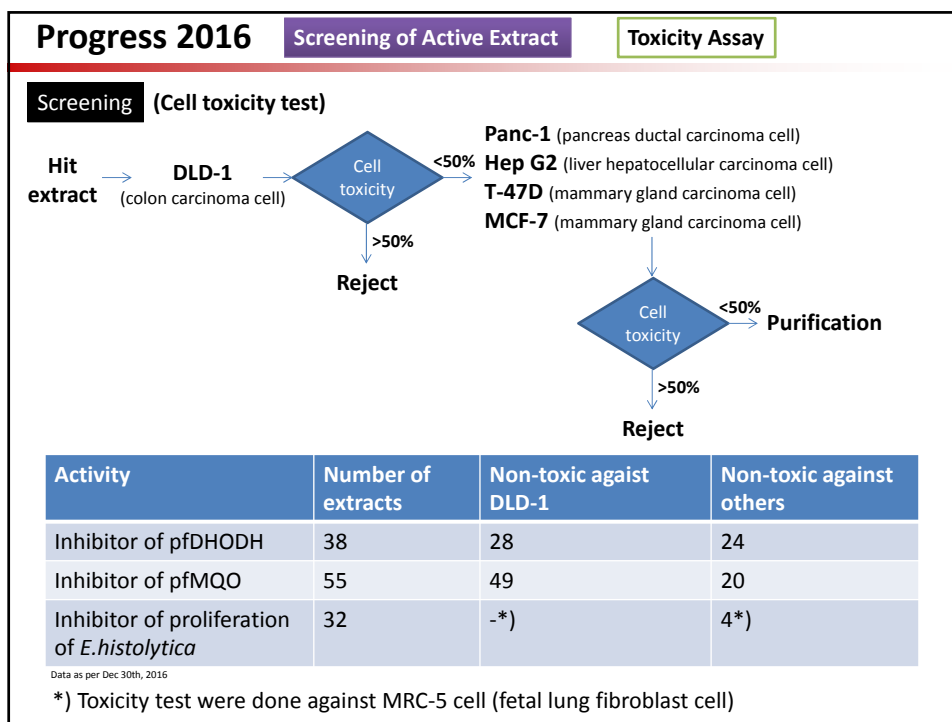 Progress 2016
Screening of Active Extract
Toxicity Assay
Screening (Cell toxicity test)
Hit
extract
DLD-1
(colon carcinoma cell)
Cell
toxicity
<50%
>50%
Reject
Panc-1 (pancreas ductal carcinoma cell)
Hep G2 (liver hepatocellular carcinoma cell)
T-47D (mammary gland carcinoma cell)
MCF-7 (mammary gland carcinoma cell)
Cell
toxicity
<50%
Purification
>50%
Reject
Activity
Number of
extracts
Non-toxic agaist
DLD-1
Non-toxic against
others
Inhibitor of pfDHODH
38
28
24
Inhibitor of pfMQO
55
49
20
Inhibitor of proliferation
of E.histolytica
32
-*)
4*)
Data as per Dec 30th, 2016
*) Toxicity test were done against MRC-5 cell (fetal lung fibroblast cell)